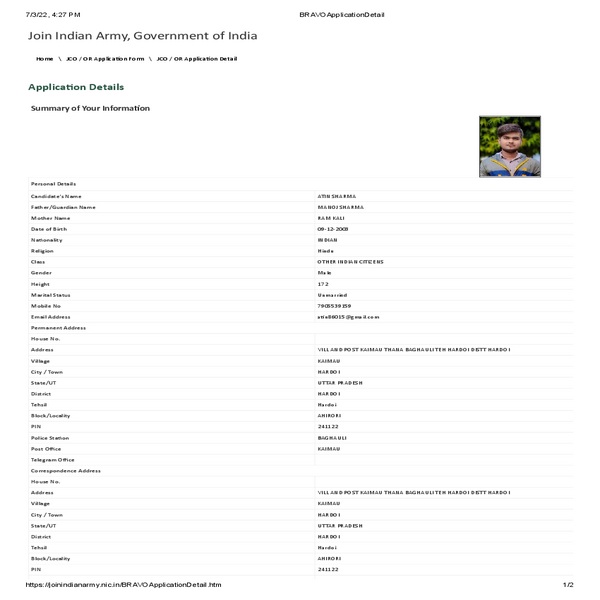 7/3/22, 4:27 PM BRAVOApplicationDetail
Join Indian Army, Government of India
Home \ JCO / OR Application Form \ JCO / OR Application Detail
Application Details
Summary of Your Information
Personal Details
Candidate's Name ATIN SHARMA
Father/Guardian Name MANOJ SHARMA
Mother Name RAM KALI
Date of Birth 09-12-2003
Nationality INDIAN
Religion Hindu
Class OTHER INDIAN CITIZENS
Gender Male
Height 172
Marital Status Unmarried
Mobile No 7905539159
Email Address
Permanent Address
House No.
Address VILL AND POST KAIMAU THANA BAGHAULI TEH HARDOI DISTT HARDOI
Village KAIMAU
City / Town HARDOI
State/UT UTTAR PRADESH
District HARDOI
Tehsil Hardoi
Block/Locality AHIRORI
PIN 241122
Police Station BAGHAULI
Post Office KAIMAU
Telegram Office
Correspondence Address
House No.
Address VILL AND POST KAIMAU THANA BAGHAULI TEH HARDOI DISTT HARDOI
Village KAIMAU
City / Town HARDOI
State/UT UTTAR PRADESH
District HARDOI
Tehsil Hardoi
Block/Locality AHIRORI
PIN 241122
https://joinindianarmy.nic.in/BRAVOApplicationDetail.htm 1/2